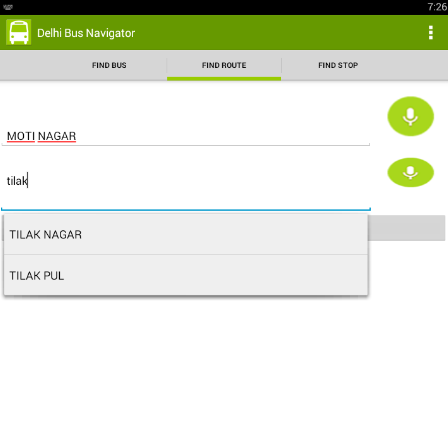 7:26
Delhi Bus Navigator
FIND BUS
FIND ROUTE
FIND STOP
MOTI NAGAR
tilak
TILAK NAGAR
TILAK PUL